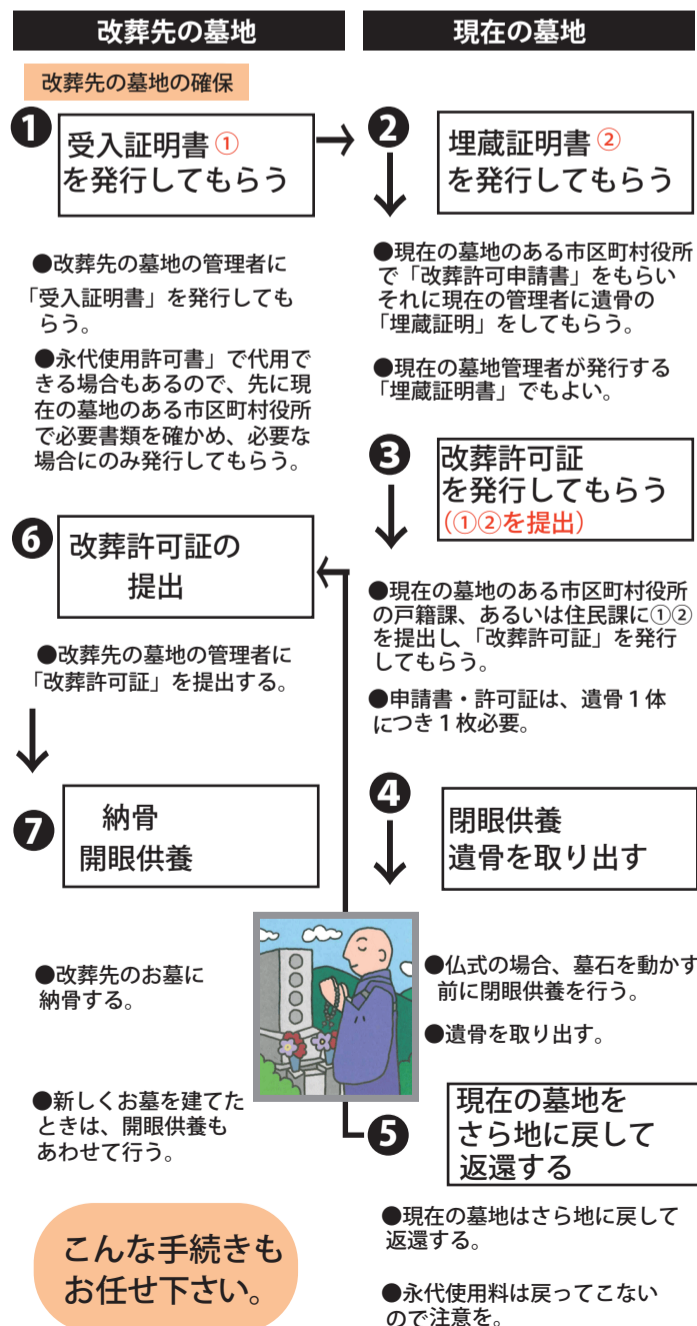 改葬先の墓地
現在の墓地
改葬先の墓地の確保
❶
受入証明書①
を発行してもらう
→
❷
埋蔵証明書②
を発行してもらう
●改葬先の墓地の管理者に
「受入証明書」を発行しても
らう。
●永代使用許可書」で代用で
きる場合もあるので、先に現
在の墓地のある市区町村役所
で必要書類を確かめ、必要な
場合にのみ発行してもらう。
●現在の墓地のある市区町村役所
で「改葬許可申請書」をもらい
それに現在の管理者に遺骨の
「埋蔵証明」をしてもらう。
●現在の墓地管理者が発行する
「埋蔵証明書」でもよい。
❸
改葬許可証
を発行してもらう
(①②を提出)
●現在の墓地のある市区町村役所
の戸籍課、あるいは住民課に①②
を提出し、「改葬許可証」を発行
してもらう。
●申請書・許可証は、遺骨1体
につき1枚必要。
❹
閉眼供養
遺骨を取り出す
●仏式の場合、墓石を動かす
前に閉眼供養を行う。
●遺骨を取り出す。
❺
現在の墓地を
さら地に戻して
返還する
●現在の墓地はさら地に戻して
返還する。
●永代使用料は戻ってこない
ので注意を。
❻
改葬許可証の
提出
●改葬先の墓地の管理者に
「改葬許可証」を提出する。
❼
納骨
開眼供養
●改葬先のお墓に
納骨する。
●新しくお墓を建てた
ときは、開眼供養も
あわせて行う。
こんな手続きも
お任せ下さい。